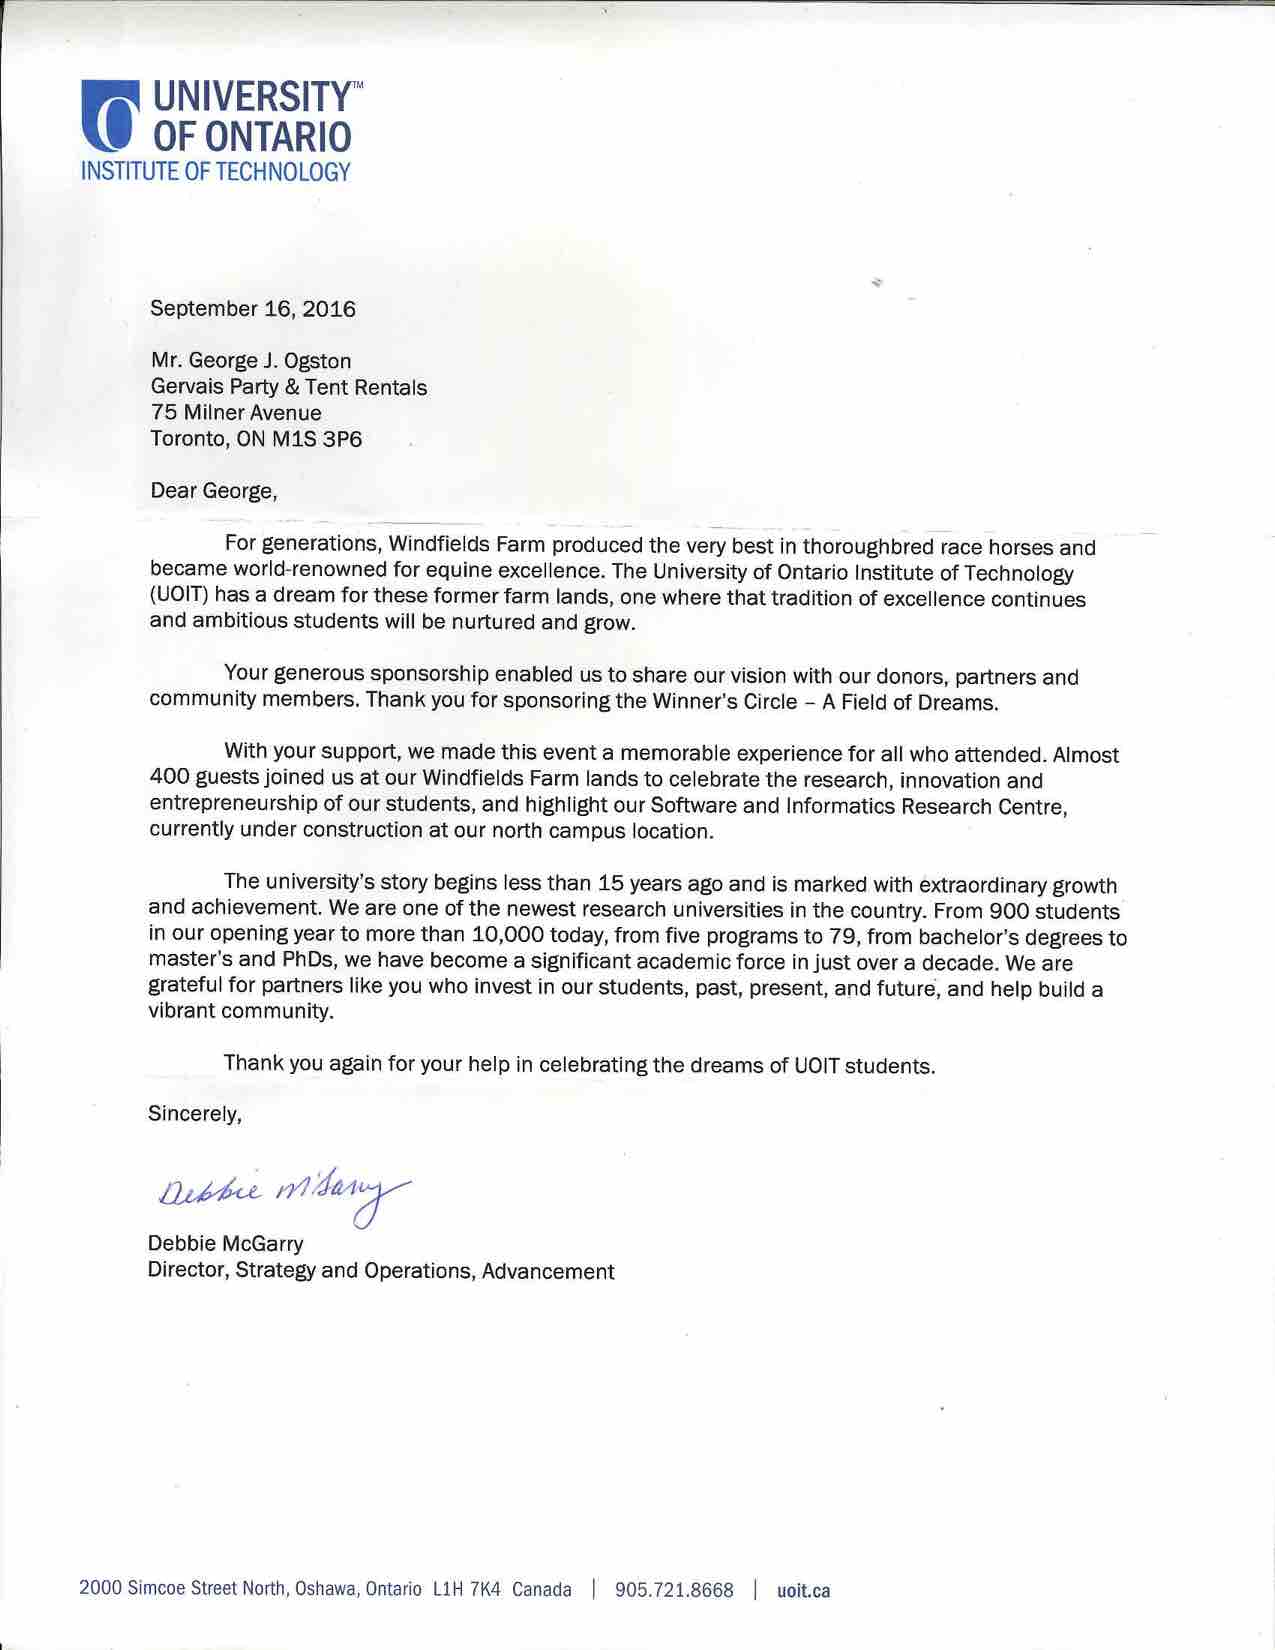 UNIVERSITY™
OF ONTARIO
INSTITUTE OF TECHNOLOGY
September 16, 2016
Mr. George J. Ogston
Gervais Party & Tent Rentals
75 Milner Avenue
Toronto, ON M1S 3P6
Dear George,
For generations, Windfields Farm produced the very best in thoroughbred race horses and
became world-renowned for equine excellence. The University of Ontario Institute of Technology
(UOIT) has a dream for these former farm lands, one where that tradition of excellence continues
and ambitious students will be nurtured and grow.
Your generous sponsorship enabled us to share our vision with our donors, partners and
community members. Thank you for sponsoring the Winner's Circle – A Field of Dreams.
With your support, we made this event a memorable experience for all who attended. Almost
400 guests joined us at our Windfields Farm lands to celebrate the research, innovation and
entrepreneurship of our students, and highlight our Software and Informatics Research Centre,
currently under construction at our north campus location.
The university's story begins less than 15 years ago and is marked with extraordinary growth
and achievement. We are one of the newest research universities in the country. From 900 students
in our opening year to more than 10,000 today, from five programs to 79, from bachelor's degrees to
master's and PhDs, we have become a significant academic force in just over a decade. We are
grateful for partners like you who invest in our students, past, present, and future, and help build a
vibrant community.
Thank you again for your help in celebrating the dreams of UOIT students.
Sincerely,
Debbie McGarry
Debbie McGarry
Director, Strategy and Operations, Advancement
2000 Simcoe Street North, Oshawa, Ontario L1H 7K4 Canada | 905.721.8668 | uoit.ca